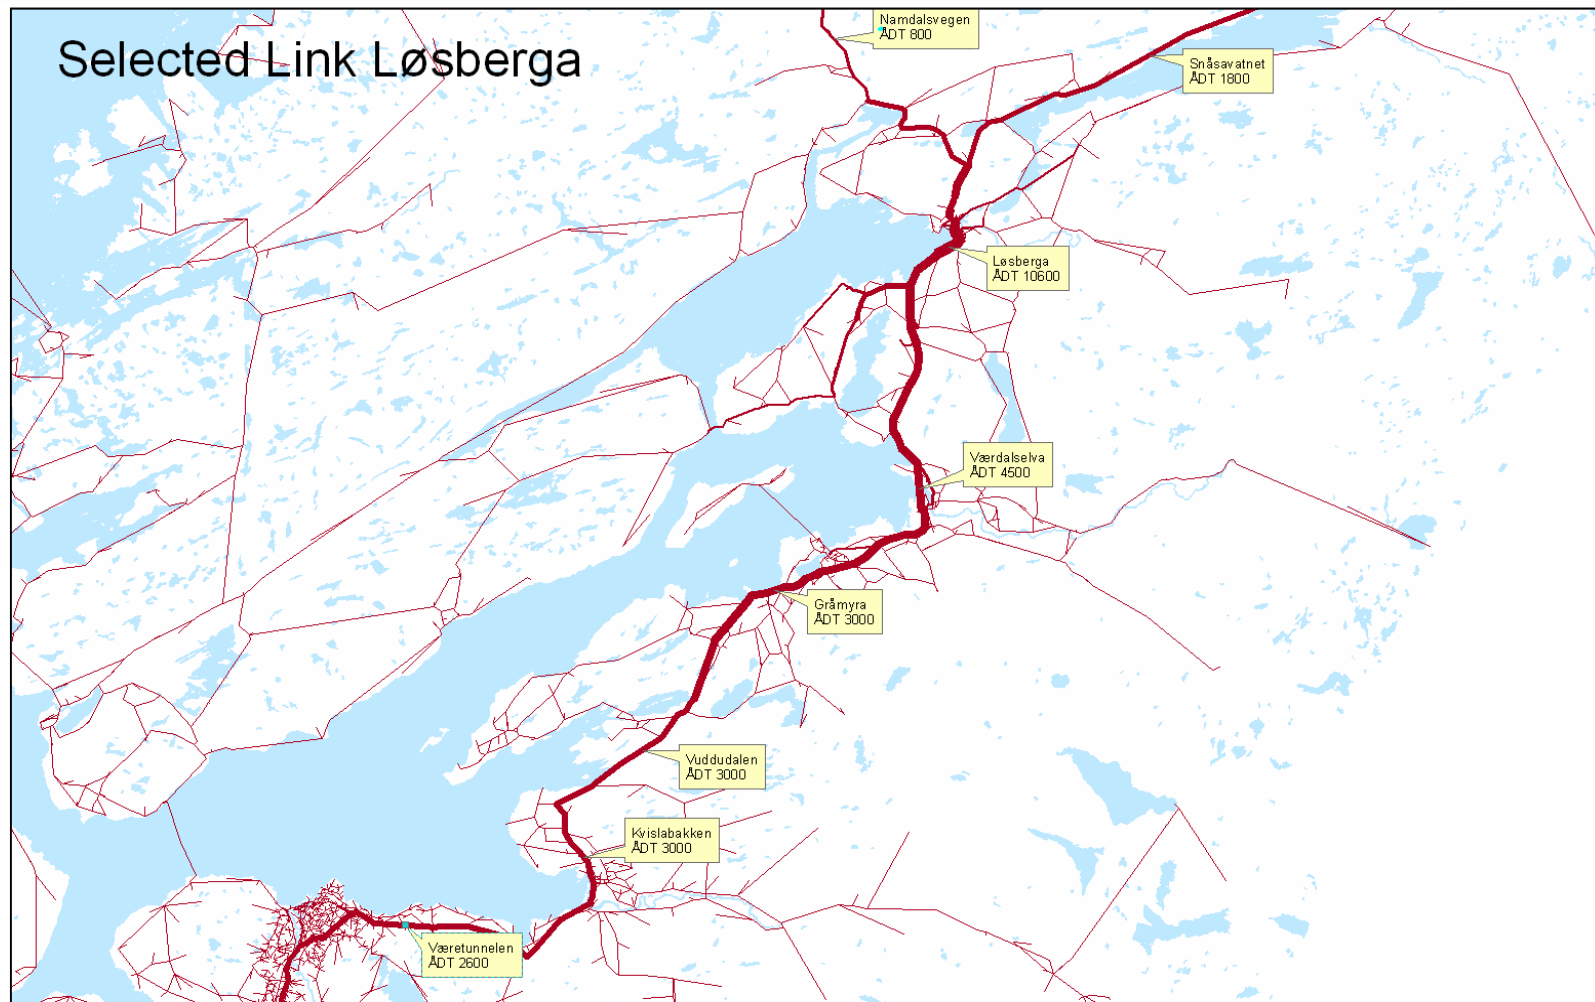 Selected Link Løsberga
Namdalsvegen
ÅDT 800
Snåsavatnet
ÅDT 1800
Løsberga
ÅDT 10600
Værdalselva
ÅDT 4500
Gråmyra
ÅDT 3000
Vuddudalen
ÅDT 3000
Kvislabakken
ÅDT 3000
Væretunnelen
ÅDT 2600